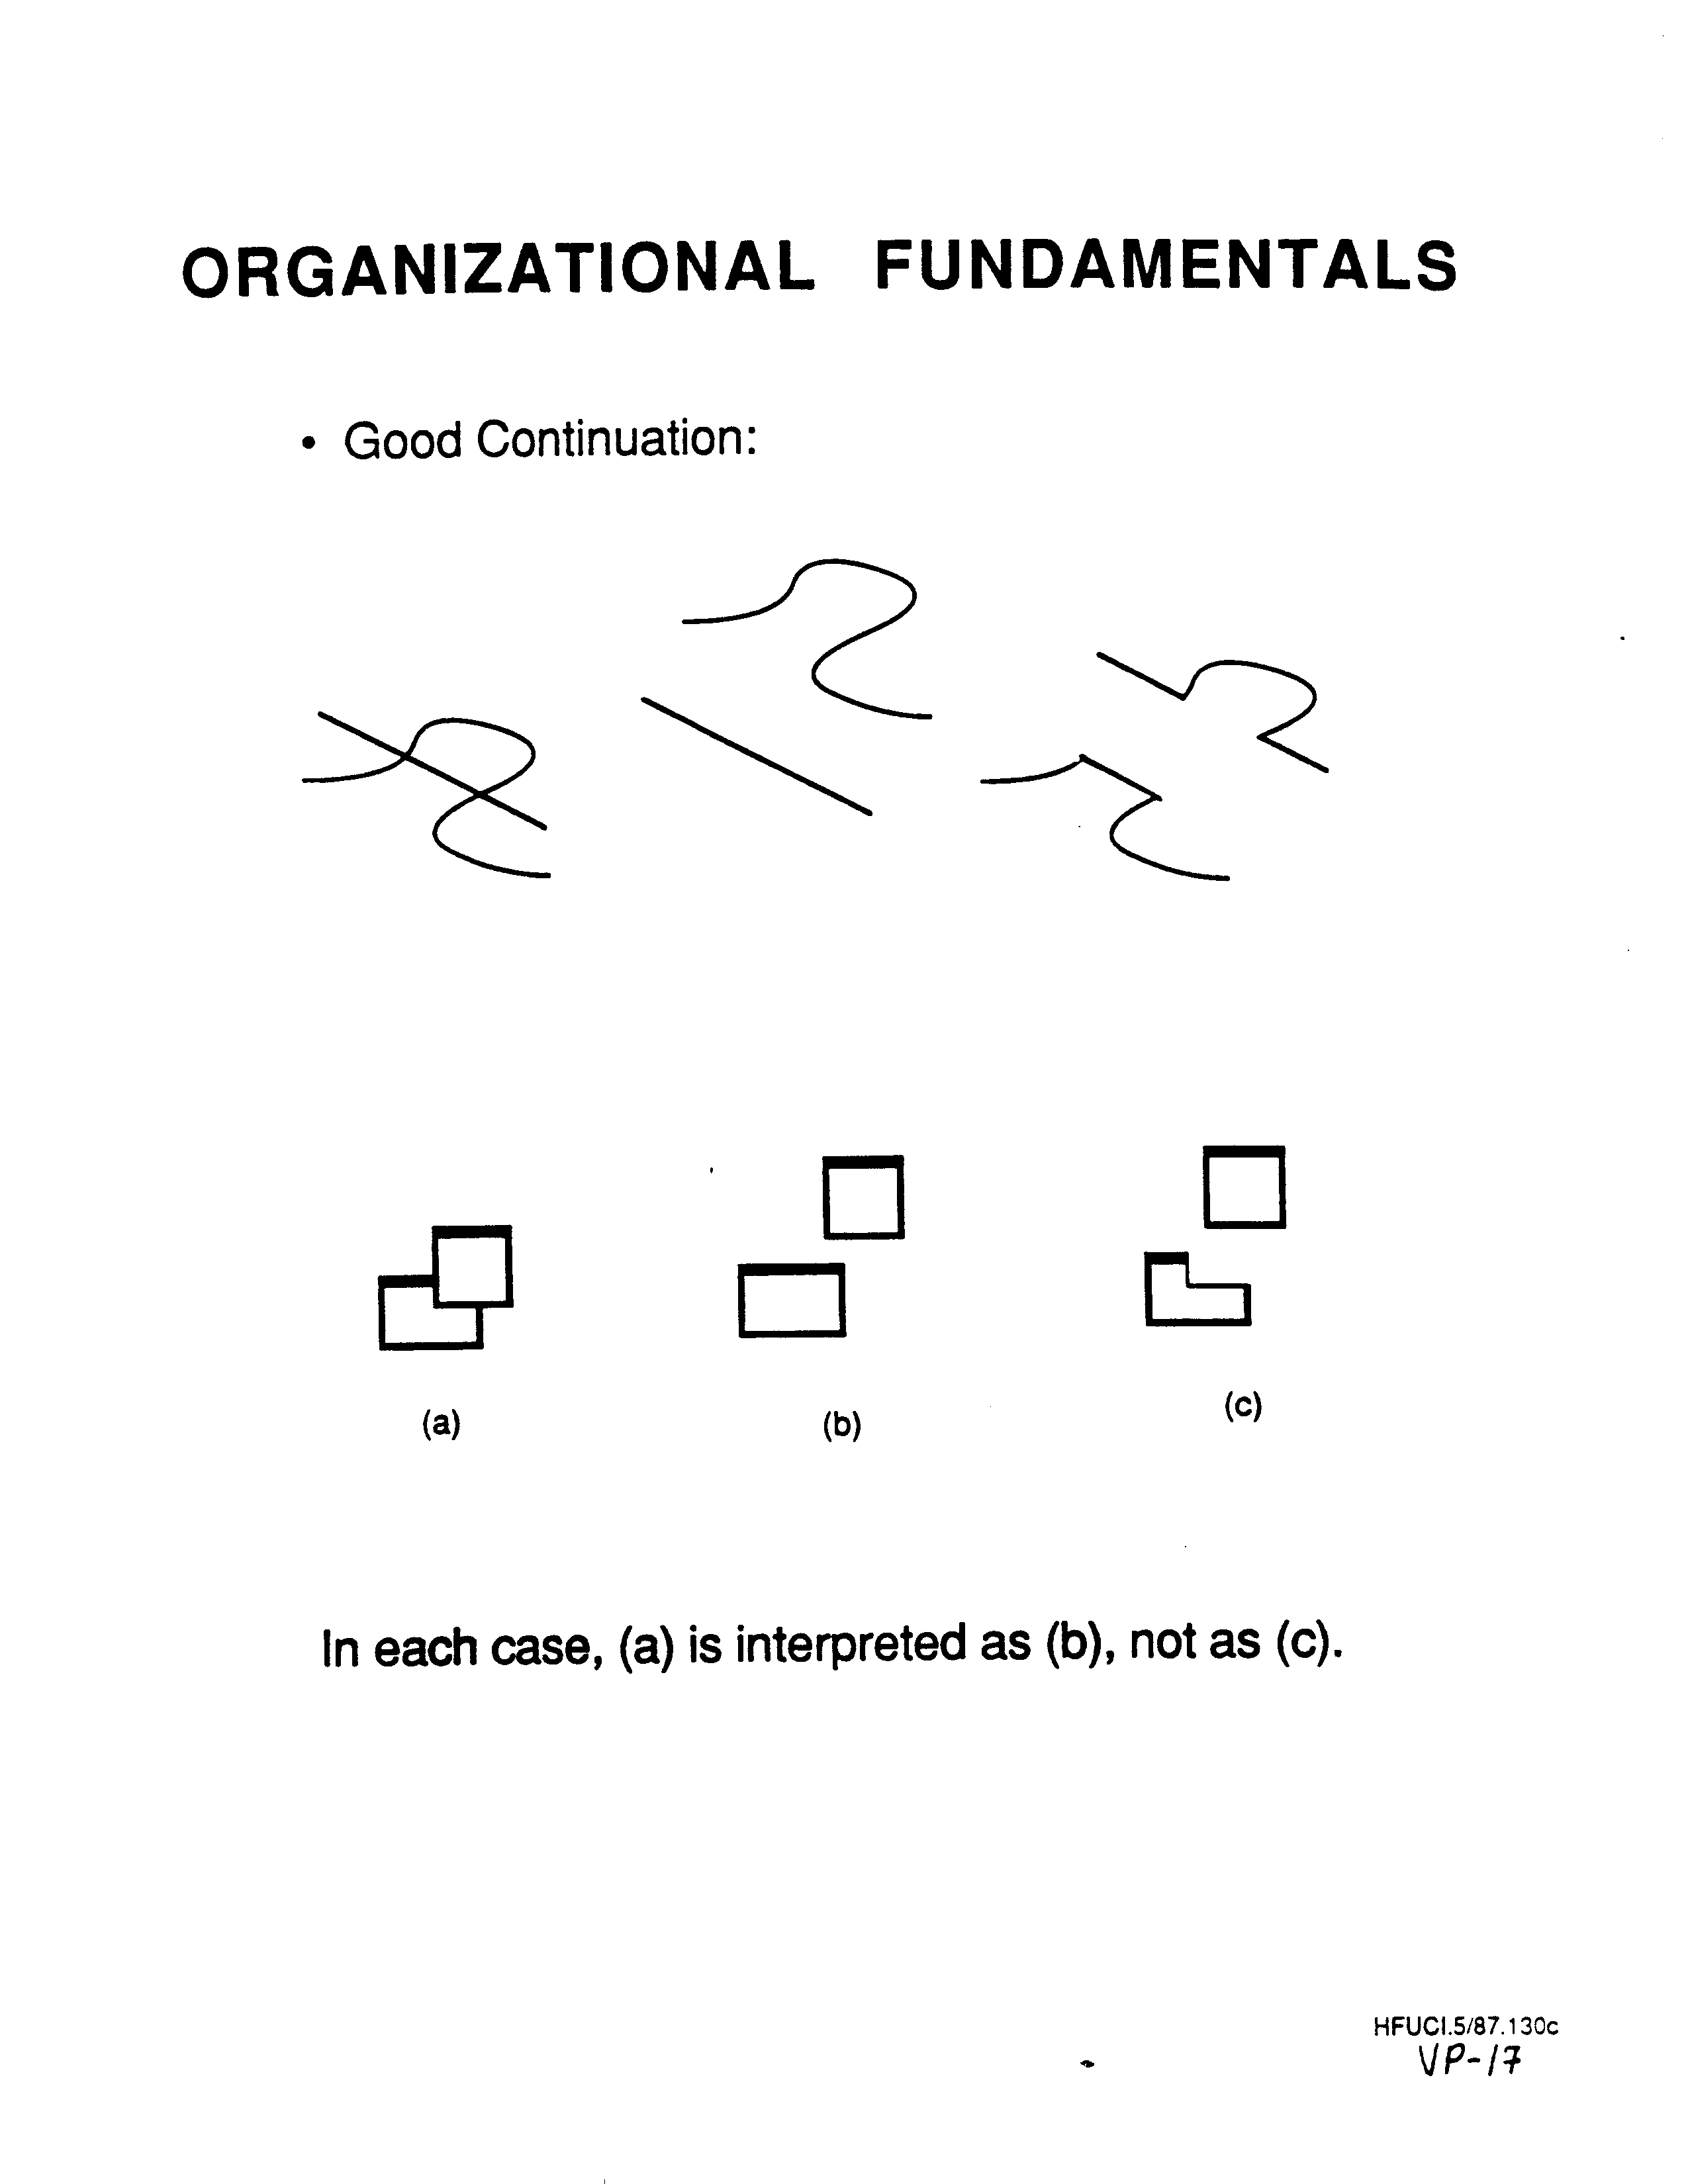 ORGANIZATIONAL FUNDAMENTALS
• Good Continuation:
(a)
(b)
(c)
In each case, (a) is interpreted as (b), not as (c).
HFUCI.5/87.130c
VP-17